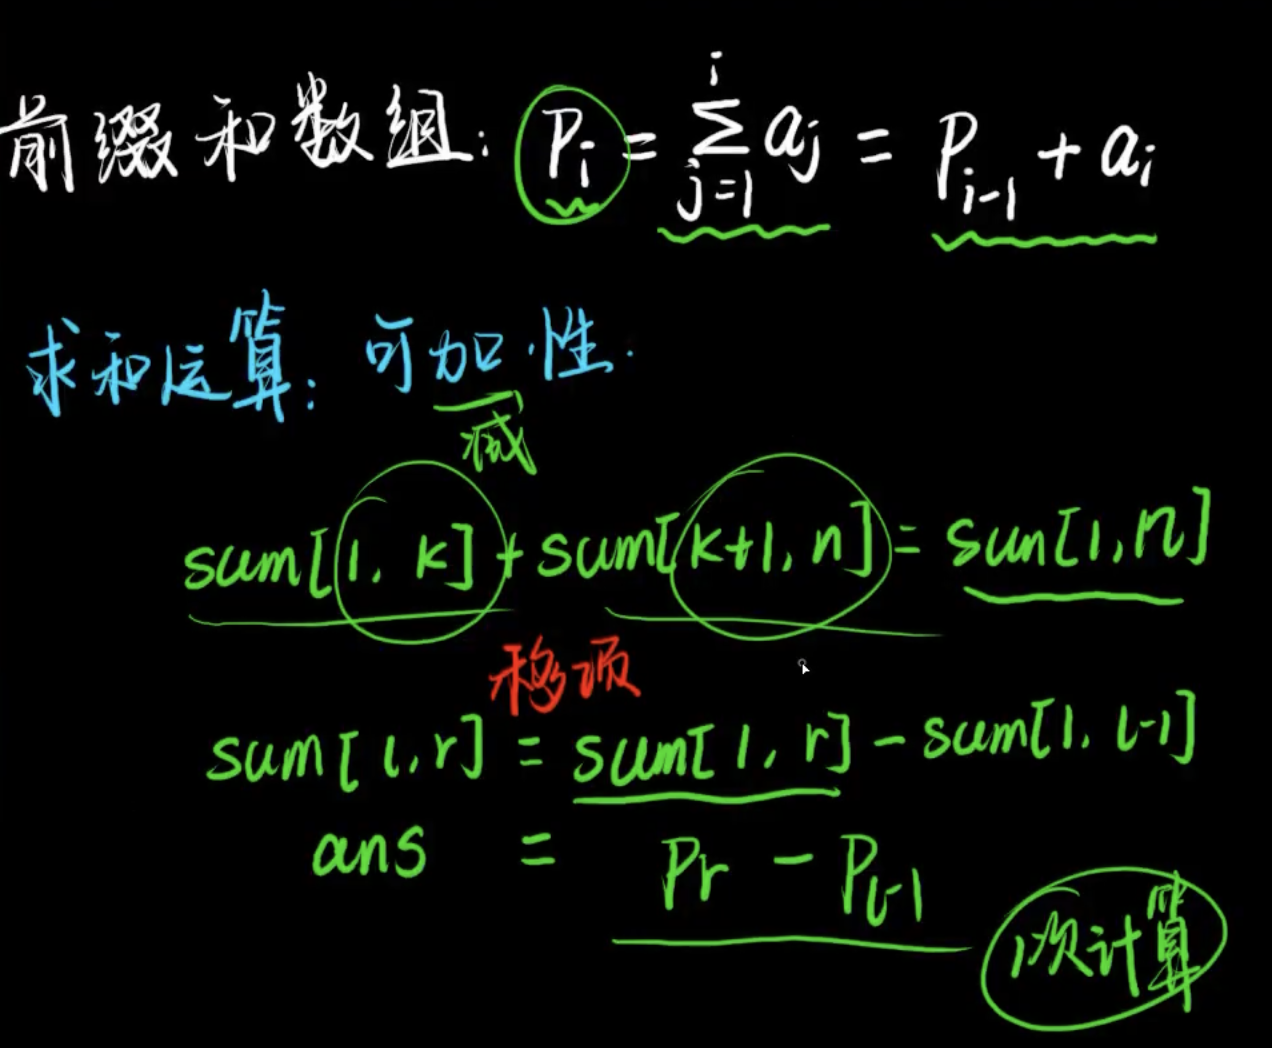 前缀和数组: P_i = \sum_{j=1}^{i} a_j = P_{i-1} + a_i
求和运算: 可加性.
减
sum[1, k] + sum[k+1, n] = sun[1, n]
移项
sum[l, r] = sum[1, r] - sum[1, l-1]
ans = Pr - P_{l-1}
1次计算